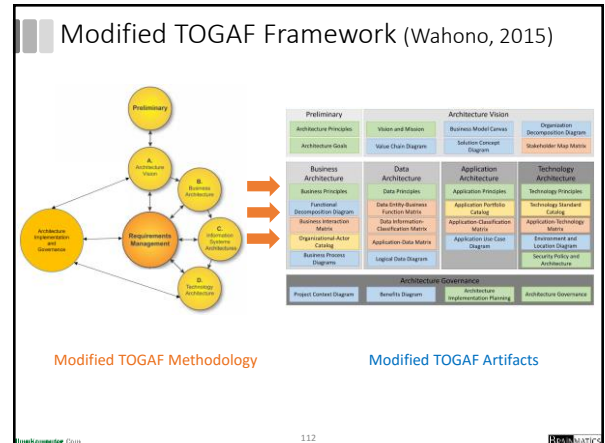 Modified TOGAF Framework (Wahono, 2015)
Preliminary
A.
Architecture
Vision
B.
Business
Architecture
Architecture
Implementation
and
Governance
Requirements
Management
C.
Information
Systems
Architectures
D.
Technology
Architecture
Preliminary
Architecture Vision
Architecture Principles
Vision and Mission
Business Model Canvas
Organization
Decomposition Diagram
Architecture Goals
Value Chain Diagram
Solution Concept
Diagram
Stakeholder Map Matrix
Business
Architecture
Data
Architecture
Application
Architecture
Technology
Architecture
Business Principles
Data Principles
Application Principles
Technology Principles
Functional
Decomposition Diagram
Data Entity-Business
Function Matrix
Application Portfolio
Catalog
Technology Standard
Catalog
Business Interaction
Matrix
Data Information-
Classification Matrix
Application-Classification
Matrix
Application-Technology
Matrix
Organizational-Actor
Catalog
Application-Data Matrix
Application Use-Case
Diagram
Environment and
Location Diagram
Business Process
Diagrams
Logical Data Diagram
Security Policy and
Architecture
Architecture Governance
Project Context Diagram
Benefits Diagram
Architecture
Implementation Planning
Architecture Governance
Modified TOGAF Methodology
Modified TOGAF Artifacts
112
BRAINMATICS